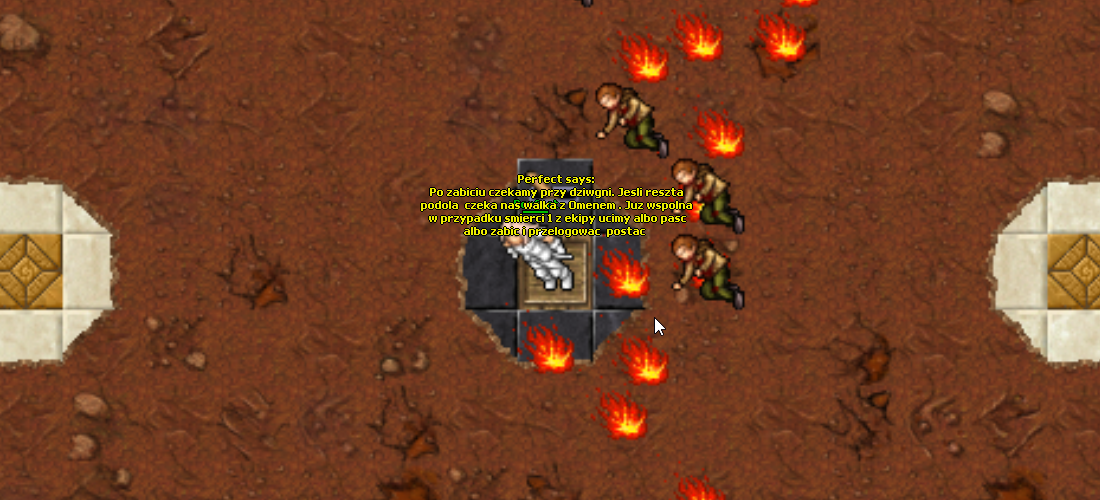 Perfect says:
Po zabiciu czekamy przy dziwgni. Jesli reszta
podola czeka nas walka z Omenem . Juz wspolna
w przypadku smierci 1 z ekipy ucimy albo pasc
albo zabic i przelogowac postac